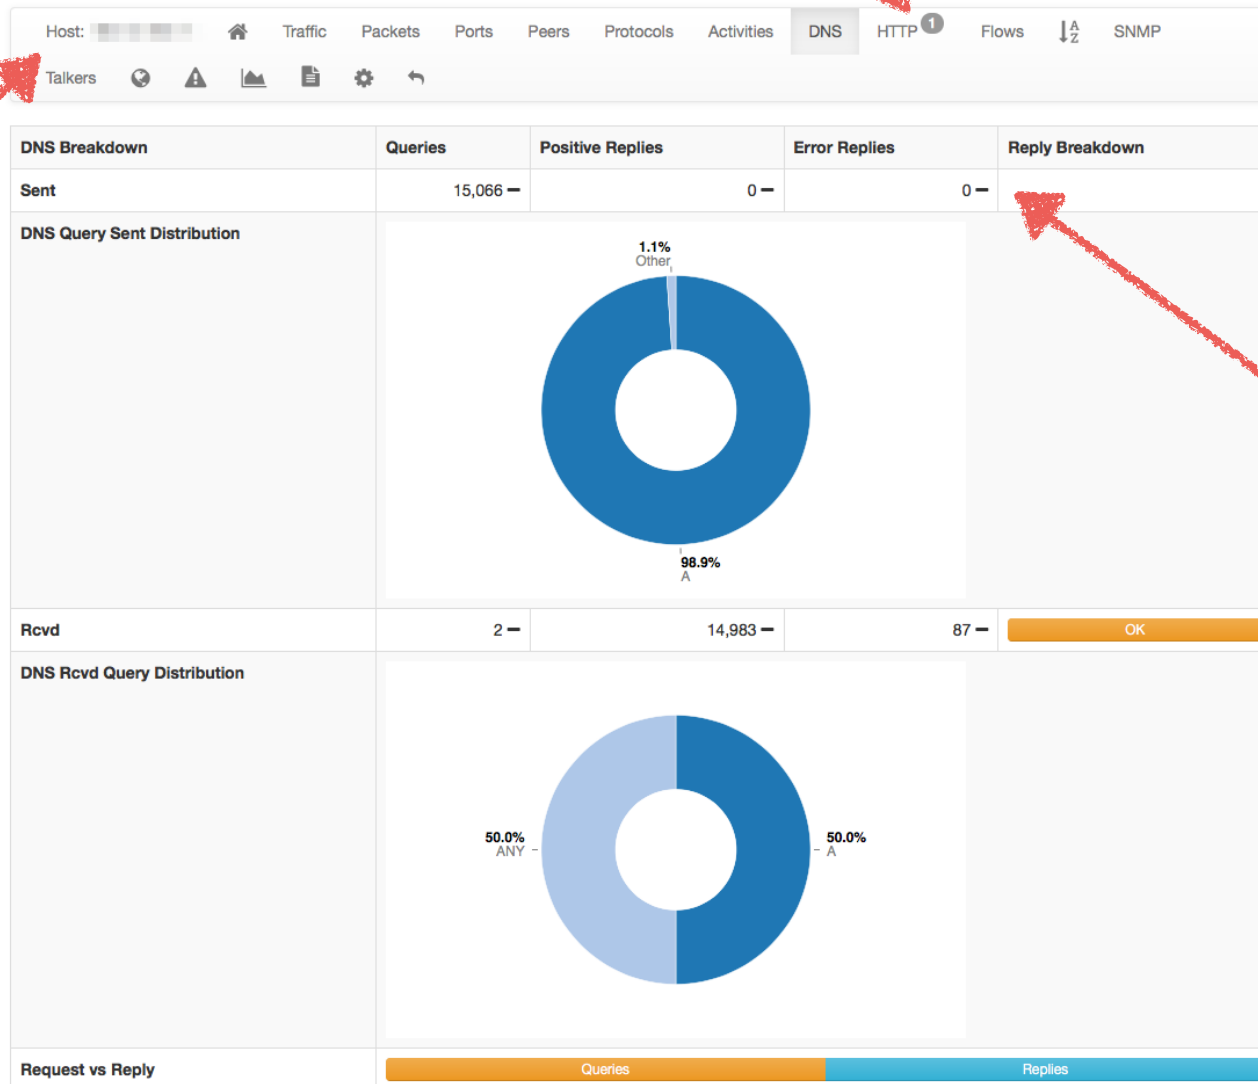 Host: Traffic Packets Ports Peers Protocols Activities DNS HTTP 1 Flows A Z SNMP
Talkers
DNS Breakdown Queries Positive Replies Error Replies Reply Breakdown
Sent 15,066 0 0
DNS Query Sent Distribution
1.1%
Other
98.9%
A
Rcvd 2 14,983 87 OK
DNS Rcvd Query Distribution
50.0% 50.0%
ANY A
Request vs Reply Queries Replies